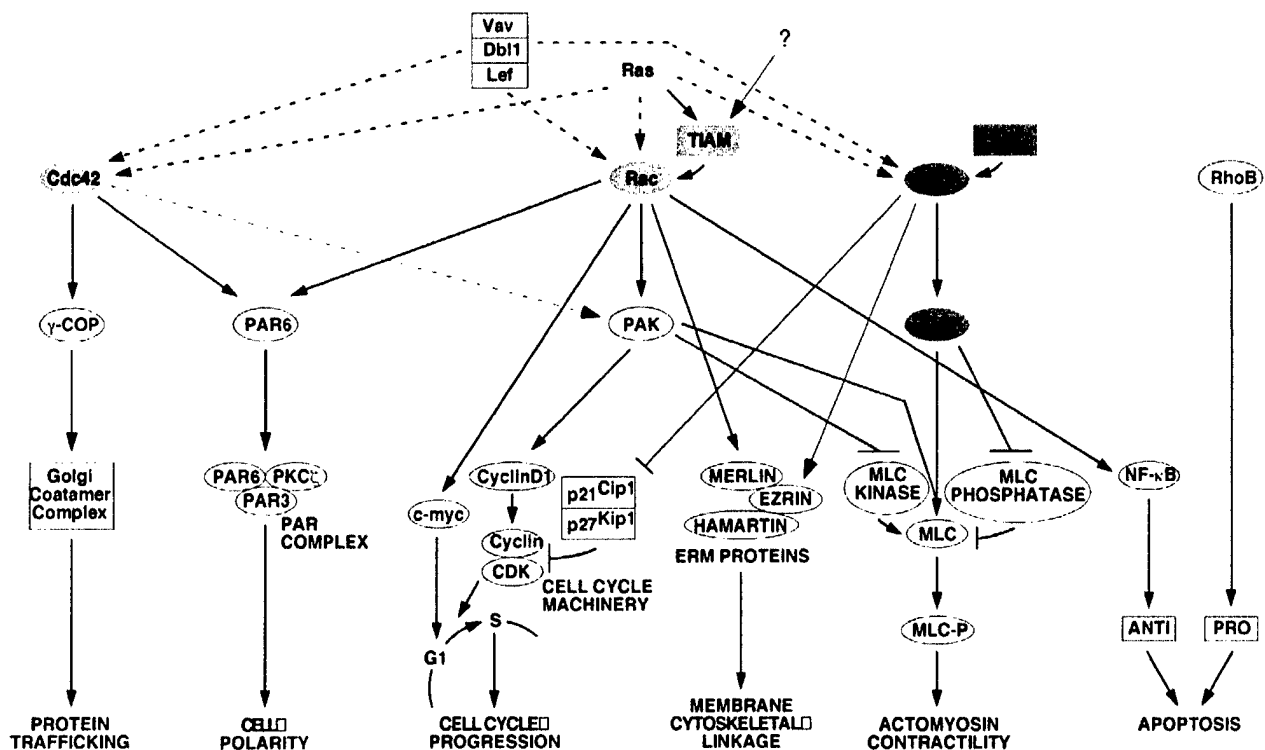 Vav
Dbl1
Lef
?
Ras
TIAM
Cdc42
Rac
RhoB
γ-COP
PAR6
PAK
Golgi
Coatamer
Complex
PAR6
PKCζ
PAR3
PAR
COMPLEX
c-myc
CyclinD1
p21Cip1
p27Kip1
Cyclin
CDK
CELL CYCLE
MACHINERY
MERLIN
EZRIN
HAMARTIN
ERM PROTEINS
MLC
KINASE
MLC
PHOSPHATASE
MLC
NF-κB
G1
S
MLC-P
ANTI
PRO
PROTEIN
TRAFFICKING
CELL□
POLARITY
CELL CYCLE□
PROGRESSION
MEMBRANE
CYTOSKELETAL□
LINKAGE
ACTOMYOSIN
CONTRACTILITY
APOPTOSIS